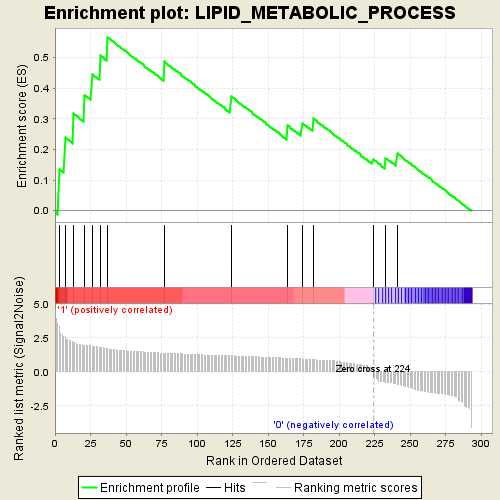 Enrichment plot: LIPID_METABOLIC_PROCESS
Enrichment score (ES)
0.5
0.4
0.3
0.2
0.1
0.0
Ranked list metric (Signal2Noise)
5.0
2.5
0.0
-2.5
'1' (positively correlated)
Zero cross at 224
'0' (negatively correlated)
0 25 50 75 100 125 150 175 200 225 250 275 300
Rank in Ordered Dataset
Enrichment profile Hits Ranking metric scores